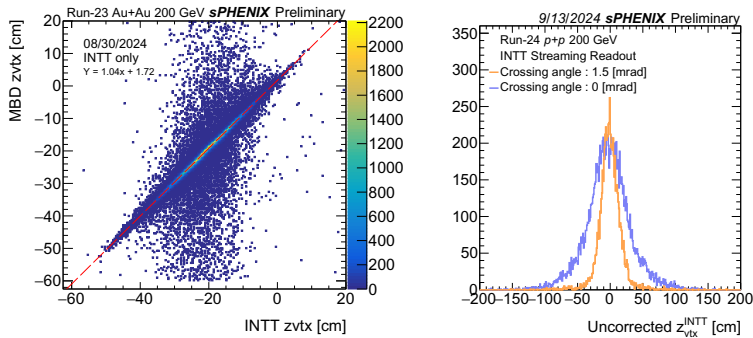 Run-23 Au+Au 200 GeV sPHENIX Preliminary
08/30/2024
INTT only
Y = 1.04x + 1.72
MBD zvtx [cm]
20
10
0
−10
−20
−30
−40
−50
−60
−60 −40 −20 0 20
INTT zvtx [cm]
2200
2000
1800
1600
1400
1200
1000
800
600
400
200
0
9/13/2024 sPHENIX Preliminary
Run-24 p+p 200 GeV
INTT Streaming Readout
Crossing angle : 1.5 [mrad]
Crossing angle : 0 [mrad]
350
300
250
200
150
100
50
0
−200 −150 −100 −50 0 50 100 150 200
Uncorrected z_vtx^INTT [cm]